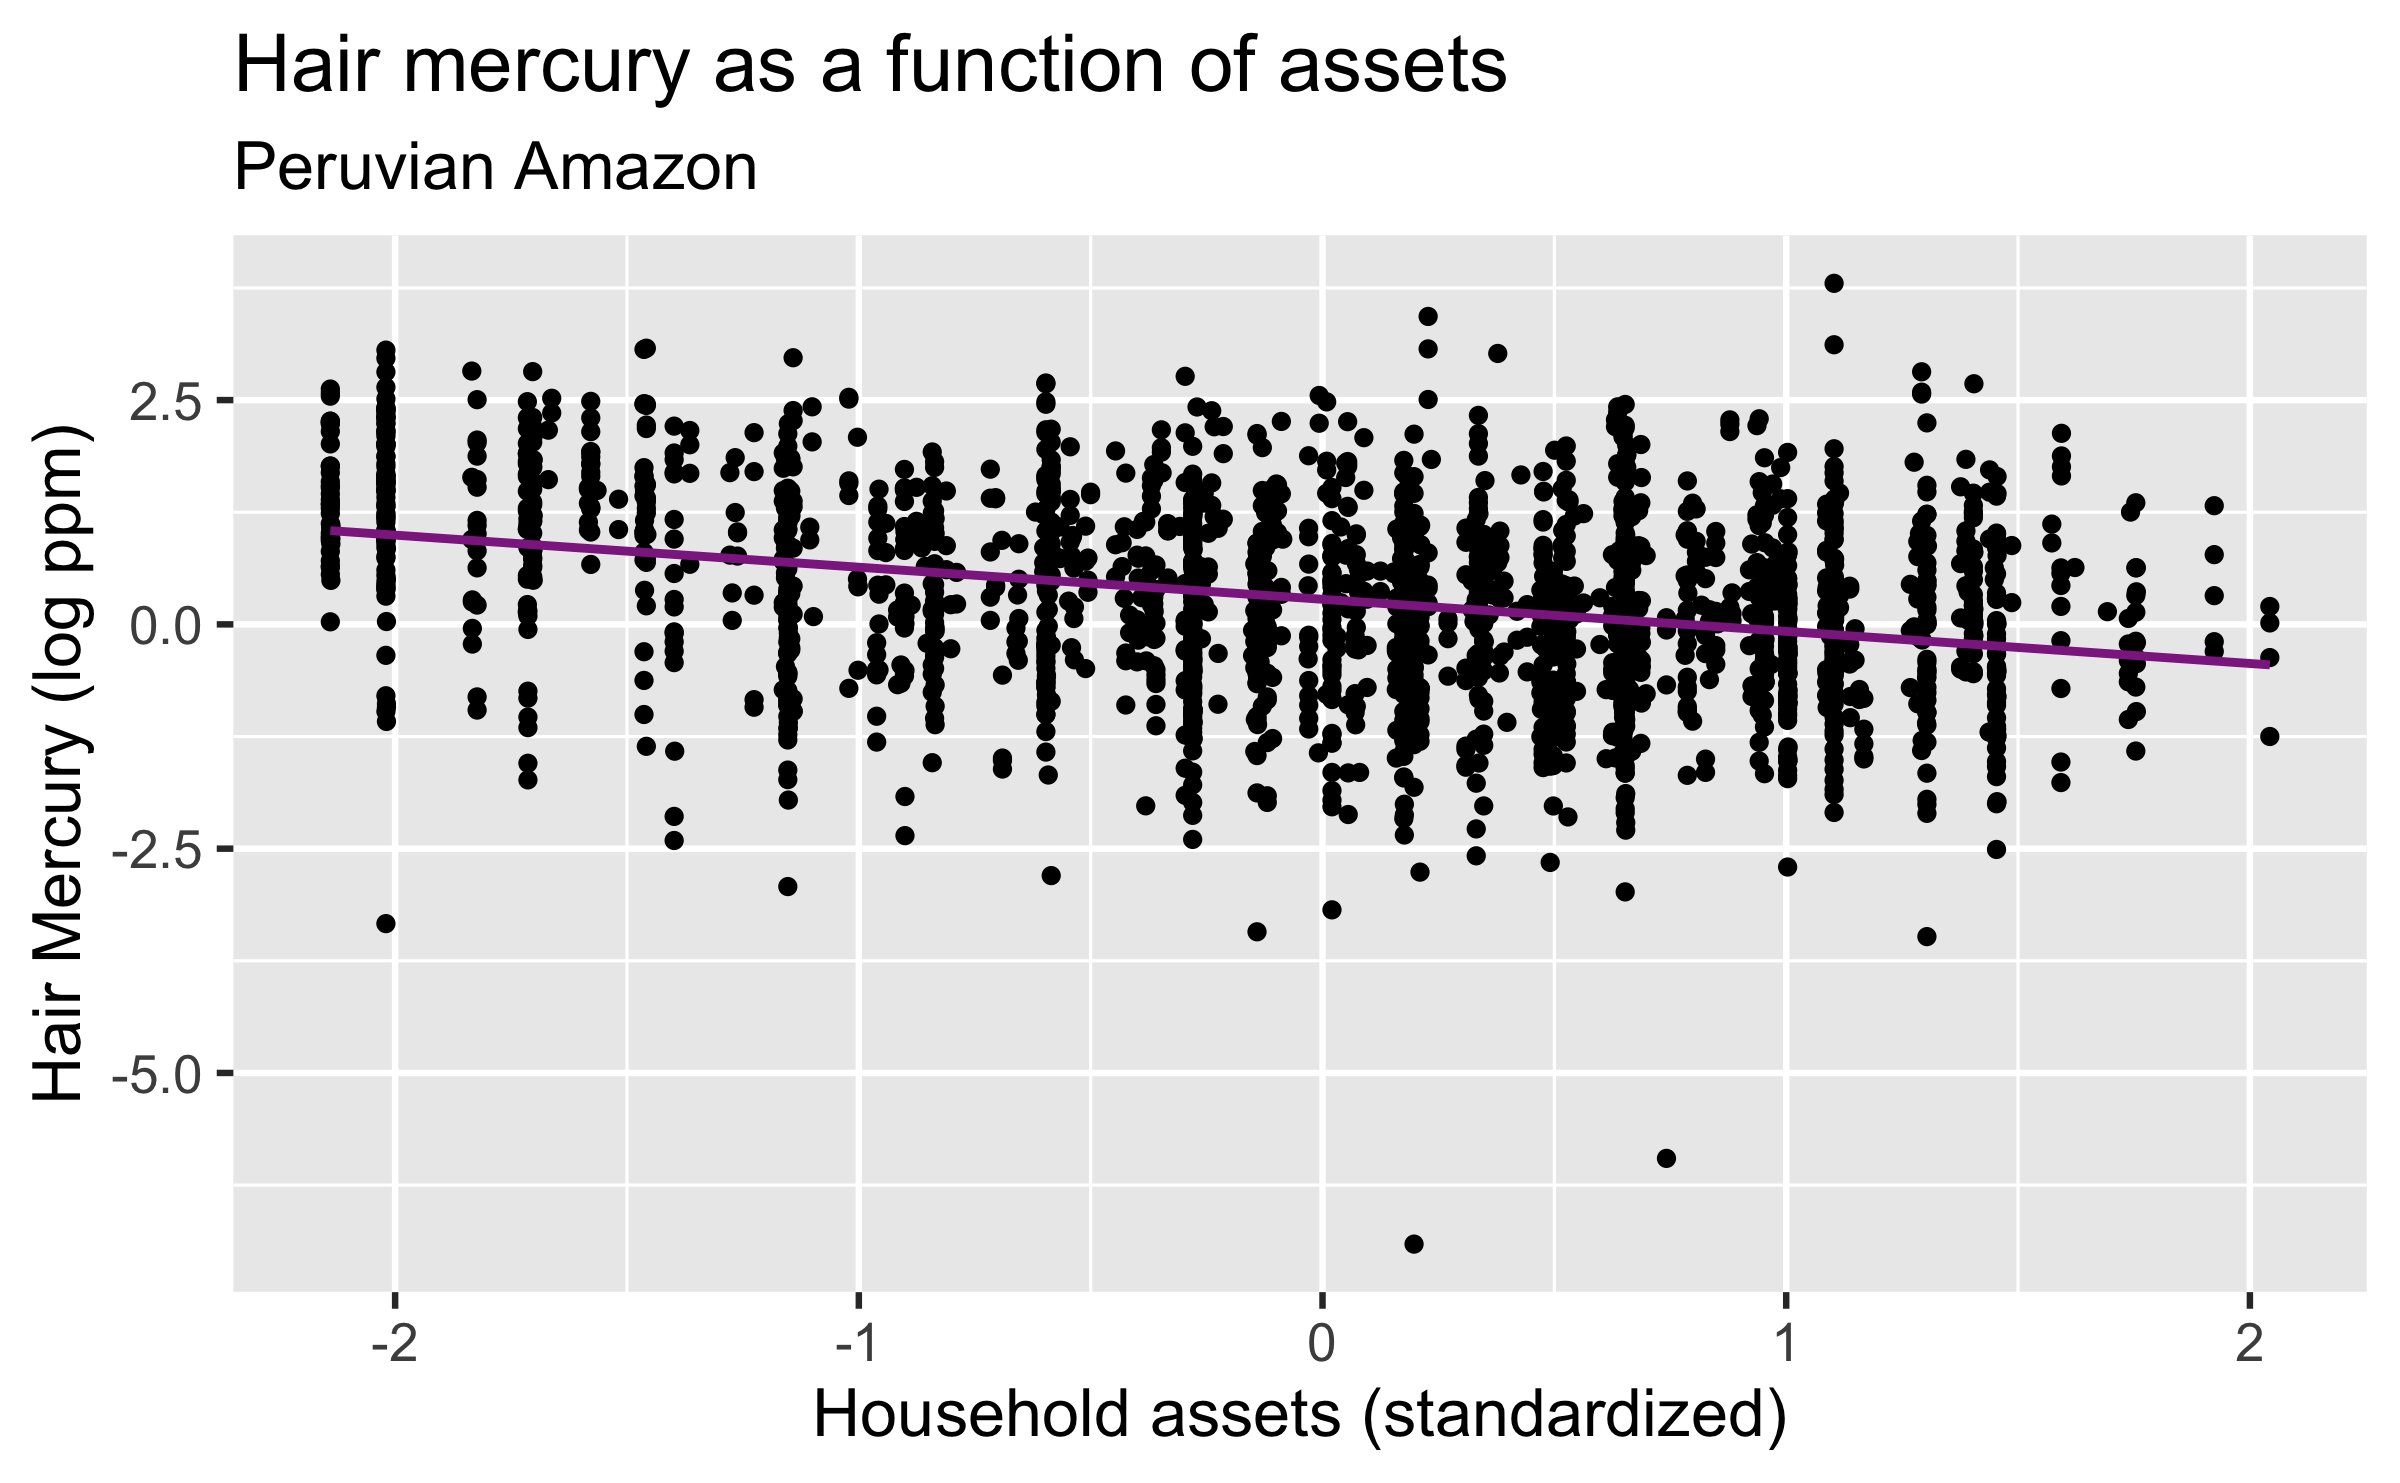 Hair mercury as a function of assets
Peruvian Amazon
Hair Mercury (log ppm)
2.5
0.0
-2.5
-5.0
-2 -1 0 1 2
Household assets (standardized)